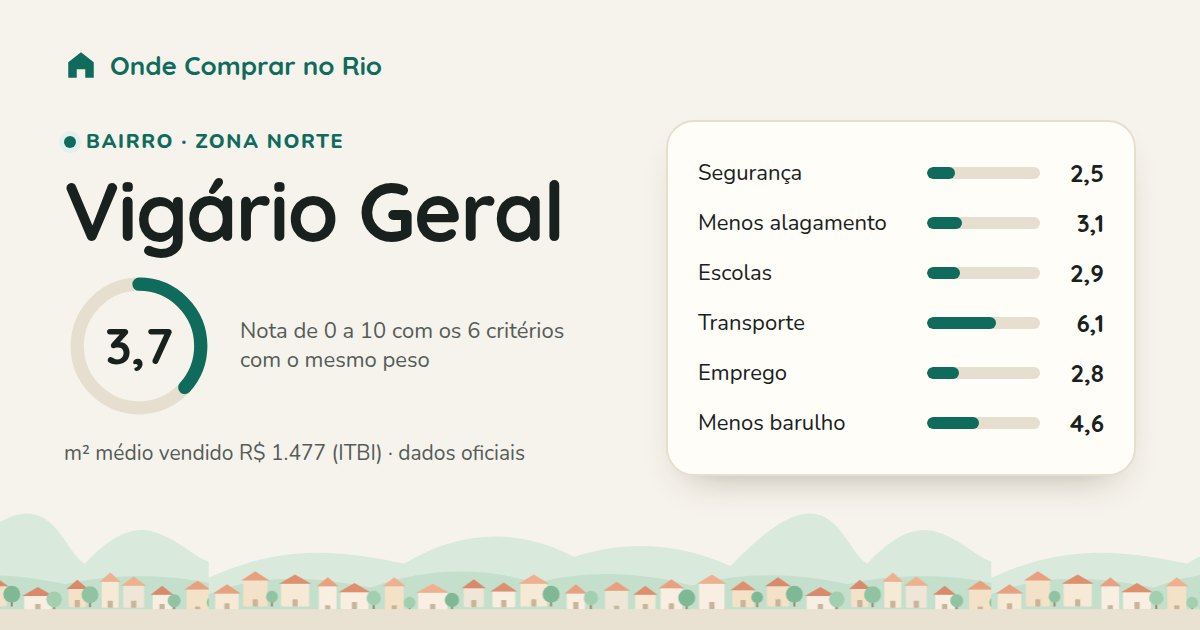 Onde Comprar no Rio
BAIRRO · ZONA NORTE
Vigário Geral
3,7
Nota de 0 a 10 com os 6 critérios
com o mesmo peso
m² médio vendido R$ 1.477 (ITBI) · dados oficiais
Segurança 2,5
Menos alagamento 3,1
Escolas 2,9
Transporte 6,1
Emprego 2,8
Menos barulho 4,6